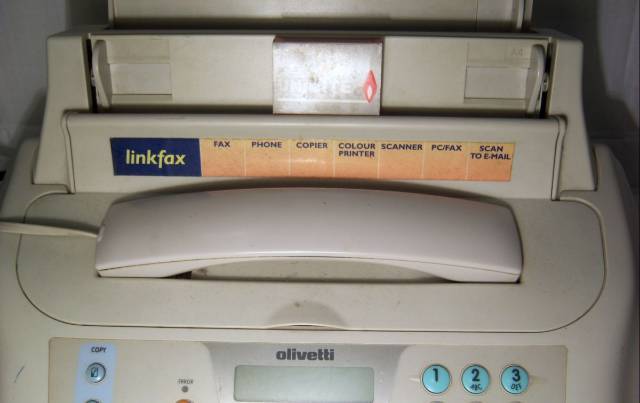 A4
linkfax FAX PHONE COPIER COLOUR PRINTER SCANNER PC/FAX SCAN TO E-MAIL
olivetti
COPY
ERROR
1 2 3
ABC DEF